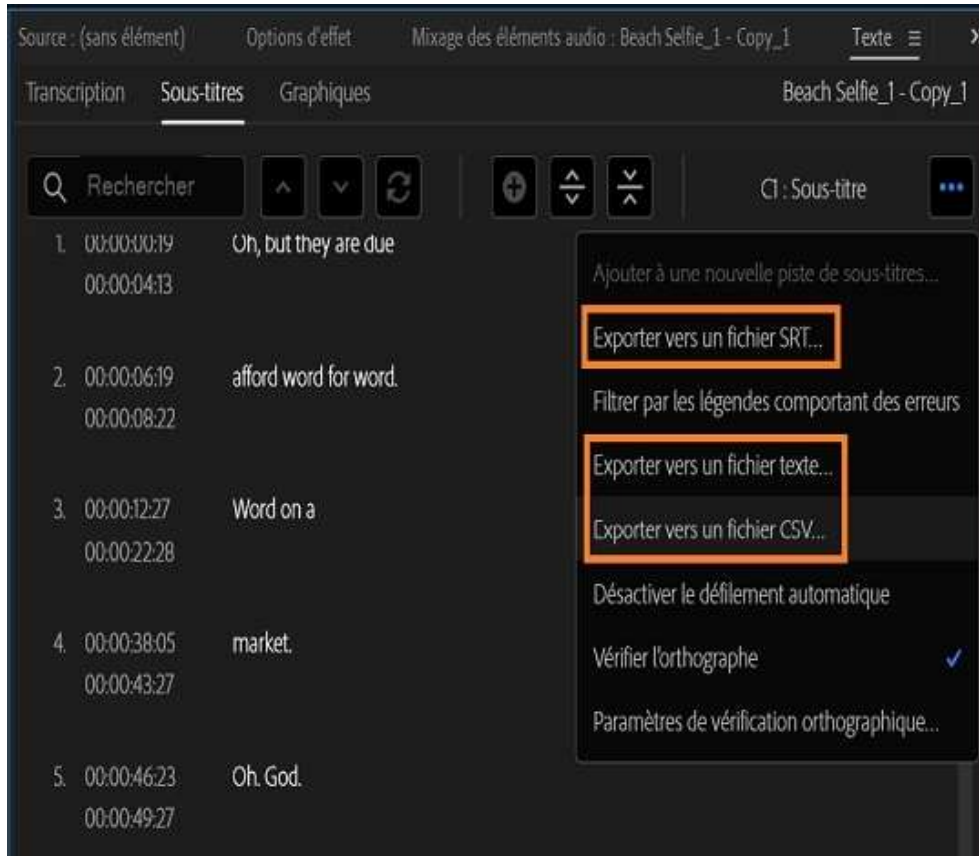 Source : (sans élément) Options d'effet Mixage des éléments audio : Beach Selfie_1 - Copy_1 Texte
Transcription Sous-titres Graphiques Beach Selfie_1 - Copy_1
Rechercher C1 : Sous-titre
1. 00:00:00:19 Oh, but they are due
00:00:04:13
2. 00:00:06:19 afford word for word.
00:00:08:22
3. 00:00:12:27 Word on a
00:00:22:28
4. 00:00:38:05 market.
00:00:43:27
5. 00:00:46:23 Oh. God.
00:00:49:27
Ajouter à une nouvelle piste de sous-titres...
Exporter vers un fichier SRT...
Filtrer par les légendes comportant des erreurs
Exporter vers un fichier texte...
Exporter vers un fichier CSV...
Désactiver le défilement automatique
Vérifier l'orthographe
Paramètres de vérification orthographique...